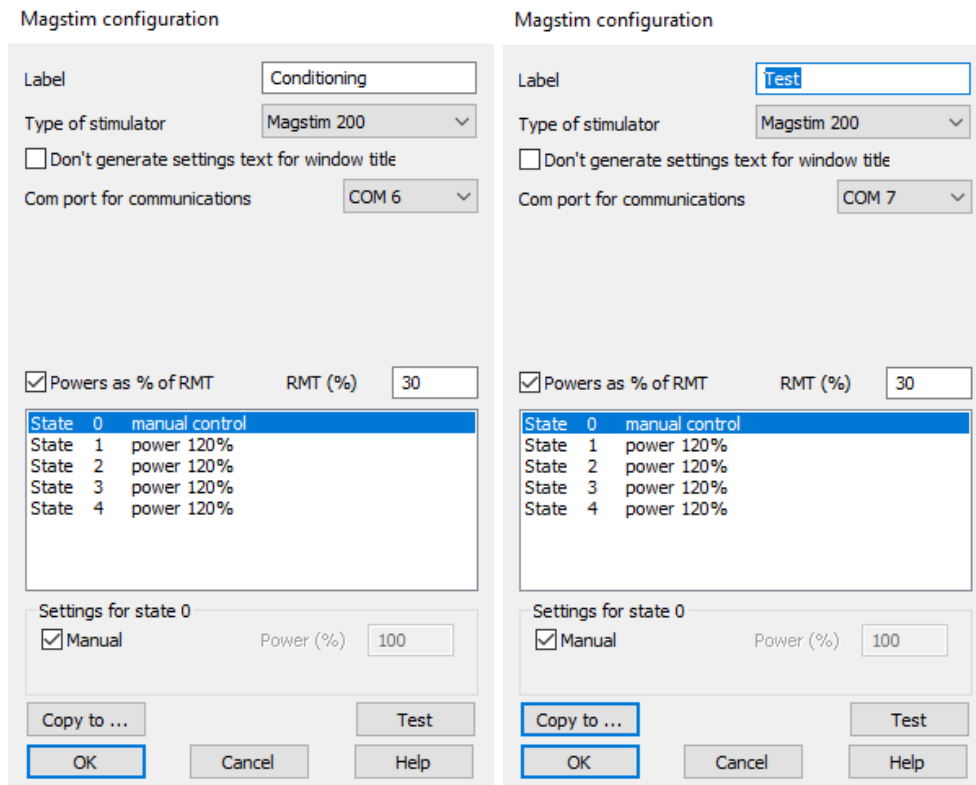 Magstim configuration
Label Conditioning
Type of stimulator Magstim 200
Don't generate settings text for window title
Com port for communications COM 6
Powers as % of RMT RMT (%) 30
State 0 manual control
State 1 power 120%
State 2 power 120%
State 3 power 120%
State 4 power 120%
Settings for state 0
Manual Power (%) 100
Copy to ... Test
OK Cancel Help
Magstim configuration
Label Test
Type of stimulator Magstim 200
Don't generate settings text for window title
Com port for communications COM 7
Powers as % of RMT RMT (%) 30
State 0 manual control
State 1 power 120%
State 2 power 120%
State 3 power 120%
State 4 power 120%
Settings for state 0
Manual Power (%) 100
Copy to ... Test
OK Cancel Help